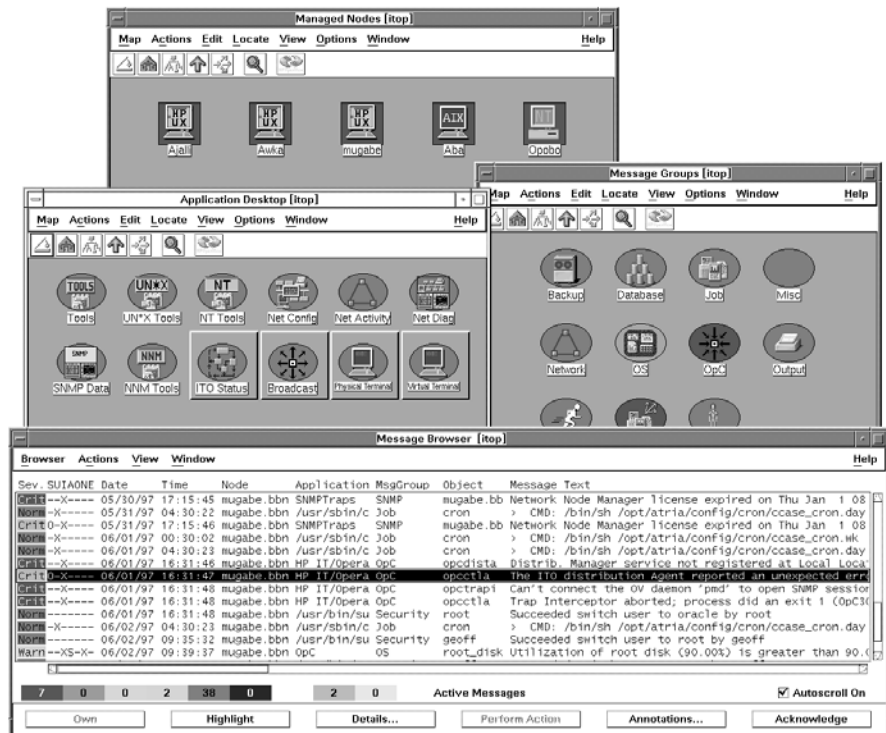 Managed Nodes [itop]
Map Actions Edit Locate View Options Window Help
HP UX HP UX HP UX AIX NT
Ajalli Awka mugabe Aba Opobo
Message Groups [itop]
Map Actions Edit Locate View Options Window Help
Backup Database Job Misc
Network OS OpC Output
Application Desktop [itop]
Map Actions Edit Locate View Options Window Help
TOOLS UN*X NT
Tools UN*X Tools NT Tools Net Config Net Activity Net Diag
SNMP NNM
SNMP Data NNM Tools ITO Status Broadcast Physical Terminal Virtual Terminal
Message Browser [itop]
Browser Actions View Window Help
Sev. SUIAONE Date Time Node Application MsgGroup Object Message Text
Crit --X---- 05/30/97 17:15:45 mugabe.bbn SNMPTraps SNMP mugabe.bb Network Node Manager license expired on Thu Jan 1 08
Norm -X----- 05/31/97 04:30:22 mugabe.bbn /usr/sbin/c Job cron > CMD: /bin/sh /opt/atria/config/cron/ccase_cron.day
Crit O-X---- 05/31/97 17:15:46 mugabe.bbn SNMPTraps SNMP mugabe.bb Network Node Manager license expired on Thu Jan 1 08
Norm -X----- 06/01/97 00:30:02 mugabe.bbn /usr/sbin/c Job cron > CMD: /bin/sh /opt/atria/config/cron/ccase_cron.wk
Norm -X----- 06/01/97 04:30:23 mugabe.bbn /usr/sbin/c Job cron > CMD: /bin/sh /opt/atria/config/cron/ccase_cron.day
Crit --X---- 06/01/97 16:31:46 mugabe.bbn HP IT/Opera OpC opcdista Distrib. Manager service not registered at Local Locat
Crit O-X---- 06/01/97 16:31:47 mugabe.bbn HP IT/Opera OpC opcctla The ITO distribution Agent reported an unexpected erro
Crit --X---- 06/01/97 16:31:48 mugabe.bbn HP IT/Opera OpC opctrapi Can't connect the OV daemon 'pmd' to open SNMP session
Crit --X---- 06/01/97 16:31:48 mugabe.bbn HP IT/Opera OpC opcctla Trap Interceptor aborted; process did an exit 1 (OpC30
Norm ------- 06/01/97 16:31:48 mugabe.bbn /usr/bin/su Security root Succeeded switch user to oracle by root
Norm -X----- 06/02/97 04:30:23 mugabe.bbn /usr/sbin/c Job cron > CMD: /bin/sh /opt/atria/config/cron/ccase_cron.day
Norm ------- 06/02/97 09:35:32 mugabe.bbn /usr/bin/su Security geoff Succeeded switch user to root by geoff
Warn --XS-X- 06/02/97 09:39:37 mugabe.bbn OpC OS root_disk Utilization of root disk (90.00%) is greater than 90.0
7 0 0 2 38 0 2 0 Active Messages Autoscroll On
Own Highlight Details... Perform Action Annotations... Acknowledge